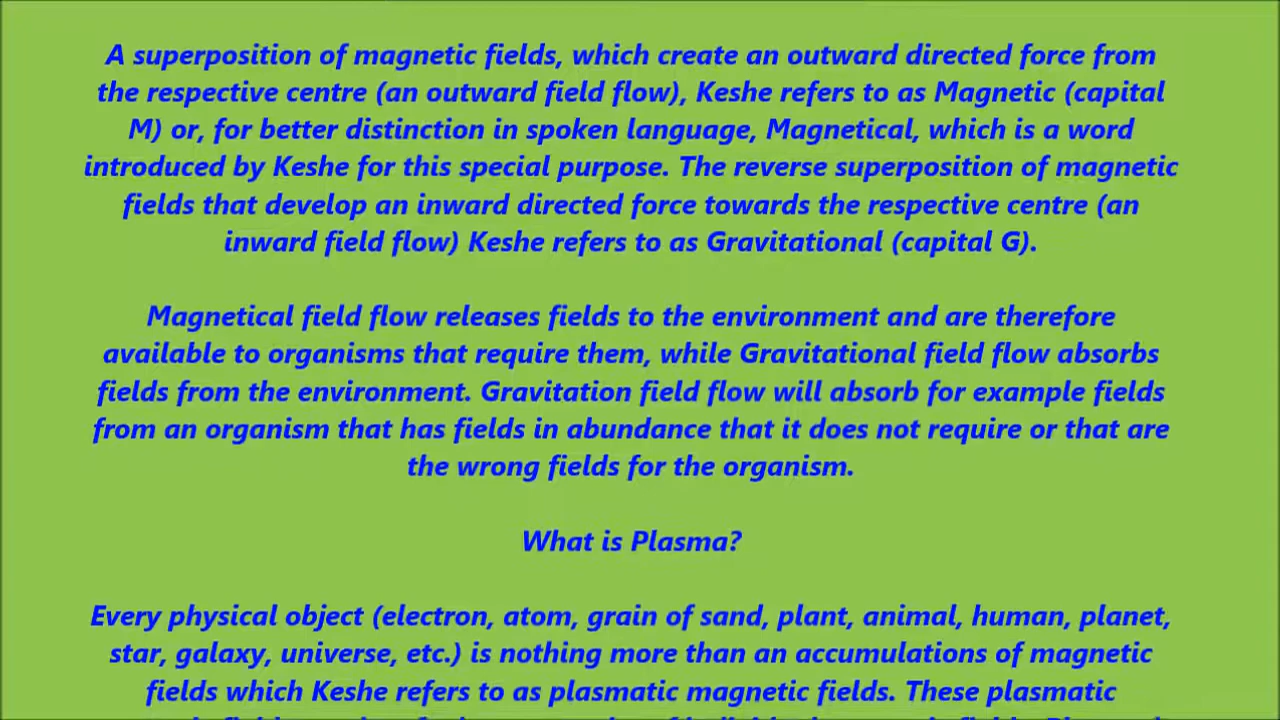 A superposition of magnetic fields, which create an outward directed force from
the respective centre (an outward field flow), Keshe refers to as Magnetic (capital
M) or, for better distinction in spoken language, Magnetical, which is a word
introduced by Keshe for this special purpose. The reverse superposition of magnetic
fields that develop an inward directed force towards the respective centre (an
inward field flow) Keshe refers to as Gravitational (capital G).
Magnetical field flow releases fields to the environment and are therefore
available to organisms that require them, while Gravitational field flow absorbs
fields from the environment. Gravitation field flow will absorb for example fields
from an organism that has fields in abundance that it does not require or that are
the wrong fields for the organism.
What is Plasma?
Every physical object (electron, atom, grain of sand, plant, animal, human, planet,
star, galaxy, universe, etc.) is nothing more than an accumulations of magnetic
fields which Keshe refers to as plasmatic magnetic fields. These plasmatic